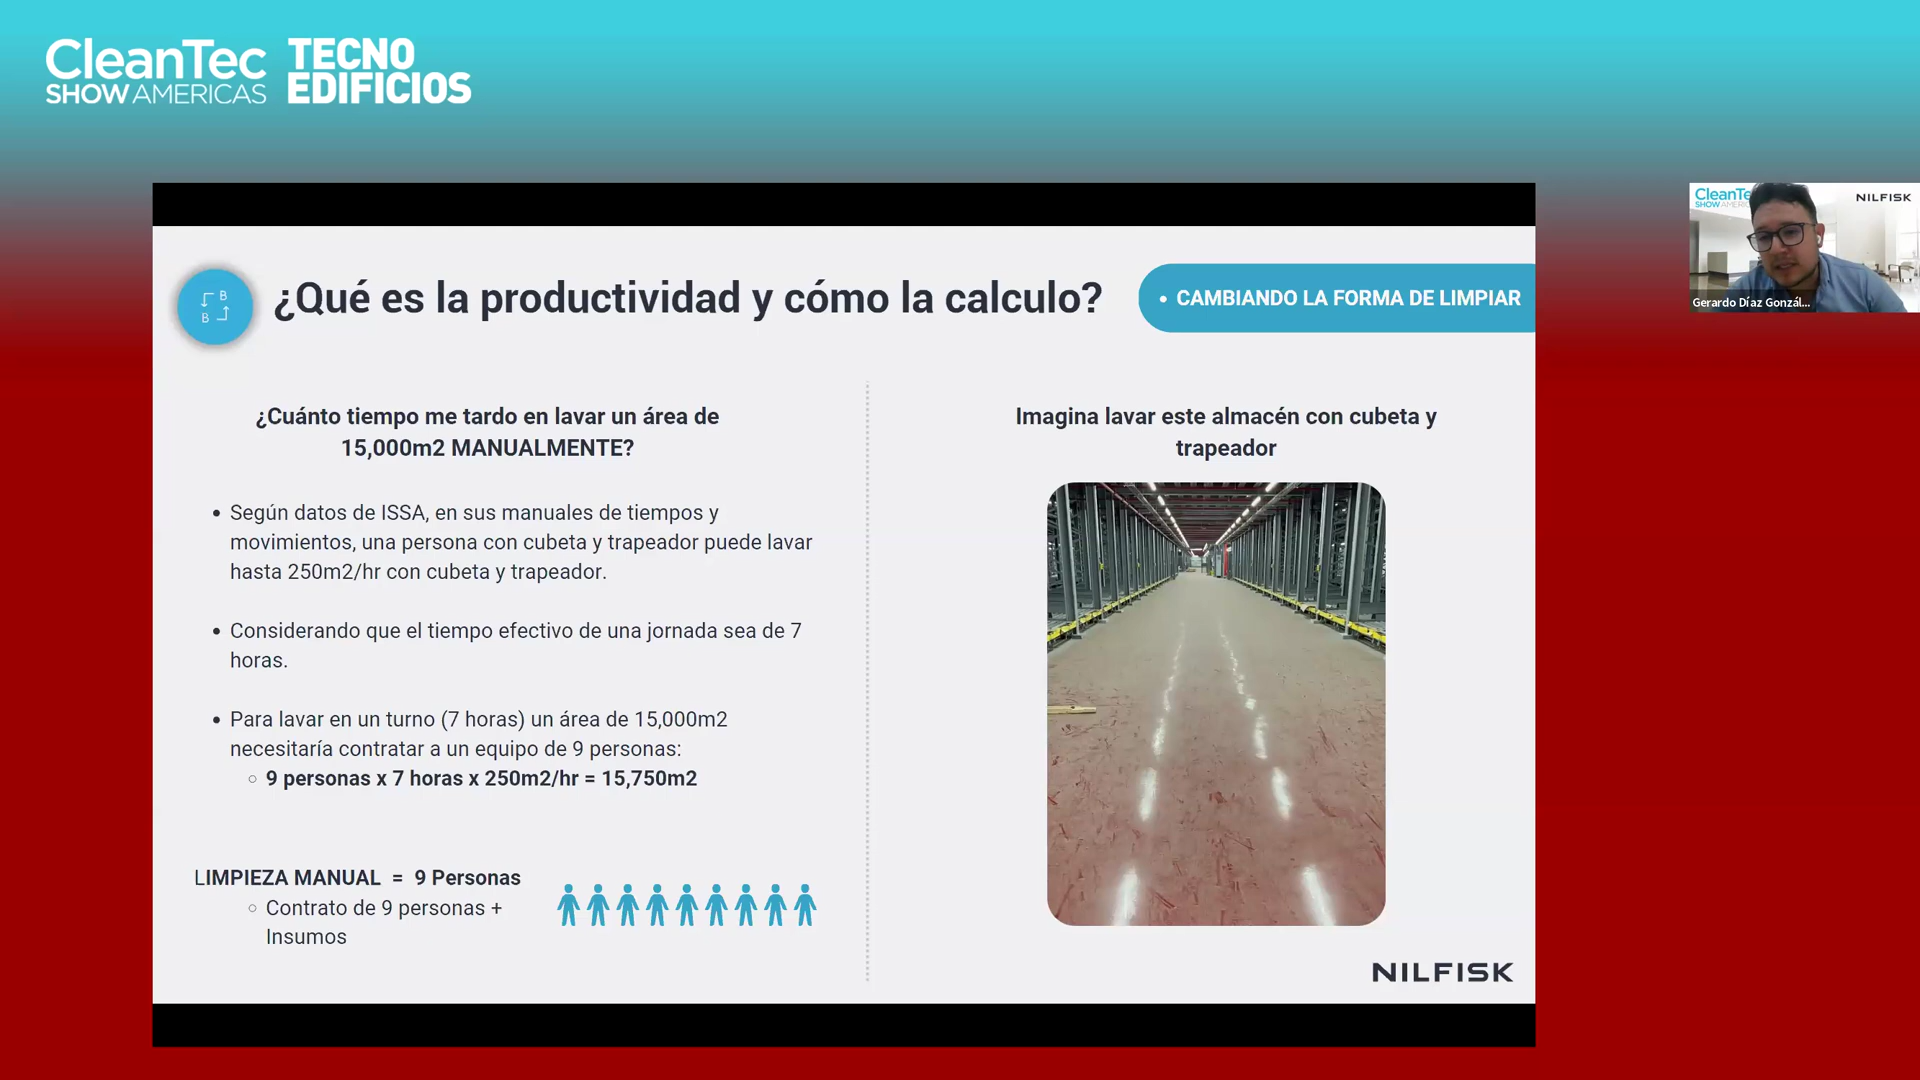 CleanTec
SHOW AMERICAS
TECNO
EDIFICIOS
B
B
¿Qué es la productividad y cómo la calculo?
• CAMBIANDO LA FORMA DE LIMPIAR
¿Cuánto tiempo me tardo en lavar un área de
15,000m2 MANUALMENTE?
• Según datos de ISSA, en sus manuales de tiempos y
movimientos, una persona con cubeta y trapeador puede lavar
hasta 250m2/hr con cubeta y trapeador.
• Considerando que el tiempo efectivo de una jornada sea de 7
horas.
• Para lavar en un turno (7 horas) un área de 15,000m2
necesitaría contratar a un equipo de 9 personas:
○ 9 personas x 7 horas x 250m2/hr = 15,750m2
LIMPIEZA MANUAL = 9 Personas
○ Contrato de 9 personas +
Insumos
Imagina lavar este almacén con cubeta y
trapeador
NILFISK
CleanTe
SHOW AMERIC
NILFISK
Gerardo Díaz Gonzál...